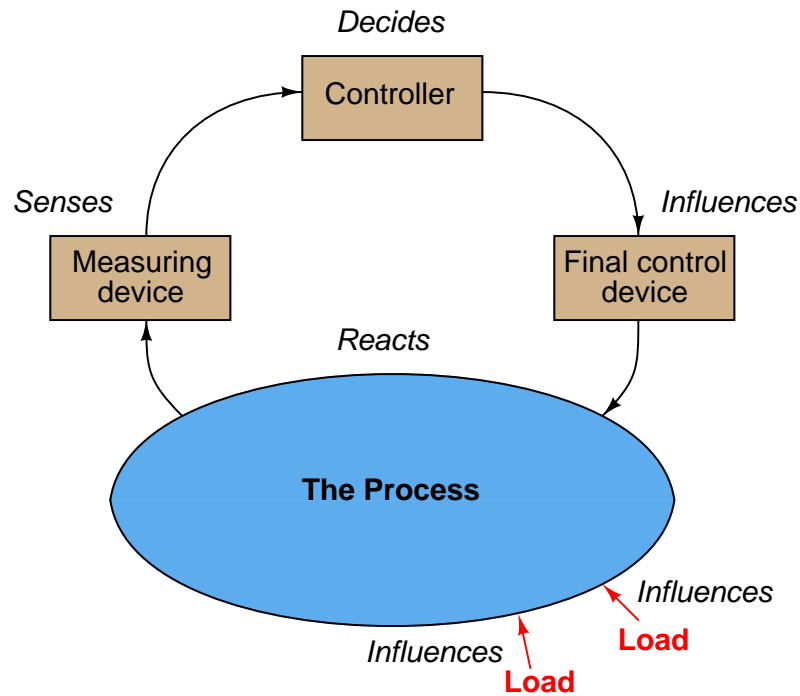 Decides
Controller
Senses
Influences
Measuring
device
Final control
device
Reacts
The Process
Influences
Load
Influences
Load